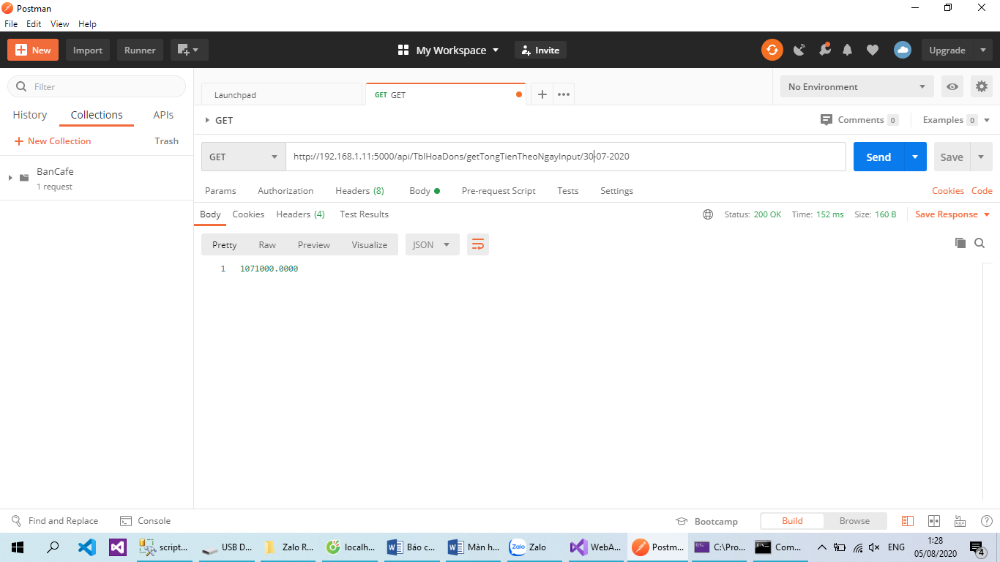 Postman
File Edit View Help
New Import Runner My Workspace Invite Upgrade
Filter
Launchpad GET GET No Environment
History Collections APIs
GET Comments 0 Examples 0
New Collection Trash
GET http://192.168.1.11:5000/api/TblHoaDons/getTongTienTheoNgayInput/30-07-2020 Send Save
BanCafe
1 request
Params Authorization Headers (8) Body Pre-request Script Tests Settings Cookies Code
Body Cookies Headers (4) Test Results Status: 200 OK Time: 152 ms Size: 160 B Save Response
Pretty Raw Preview Visualize JSON
1 1071000.0000
Find and Replace Console Bootcamp Build Browse
script... USB D... Zalo R... localh... Báo c... Màn h... Zalo Zalo WebA... Postm... C:\Pro... Com... ENG 1:28
05/08/2020 4